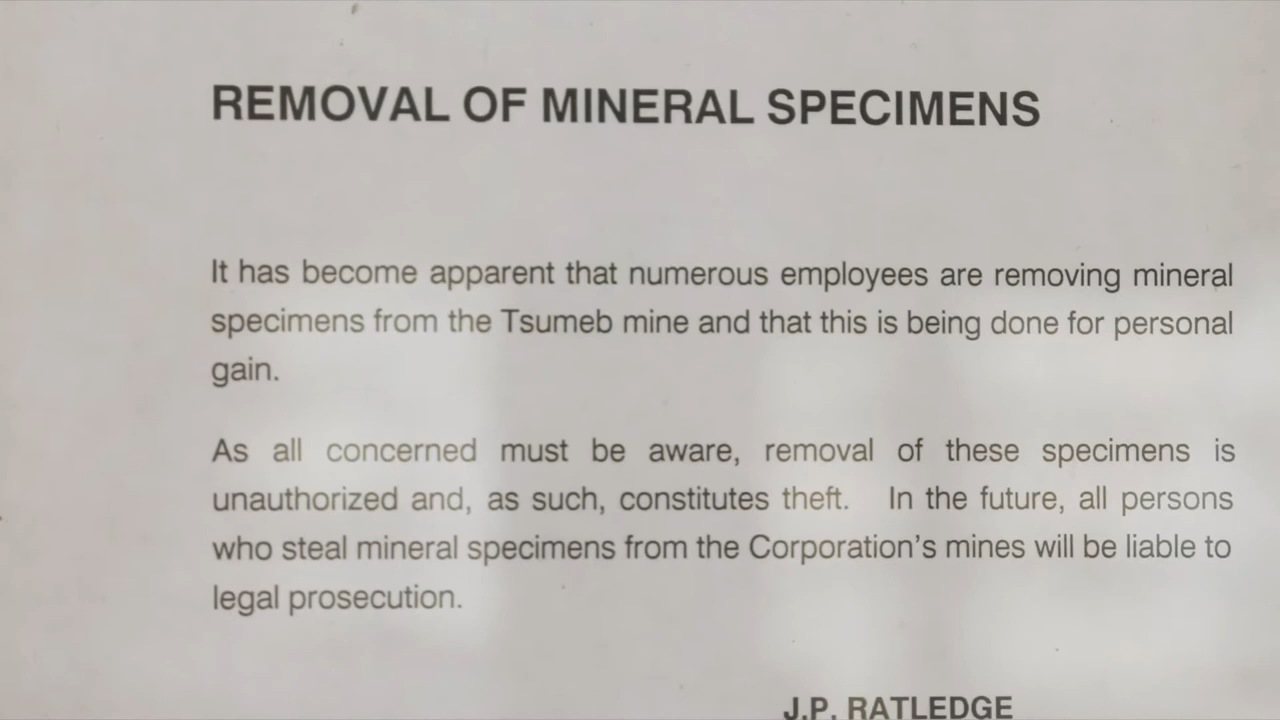 REMOVAL OF MINERAL SPECIMENS
It has become apparent that numerous employees are removing mineral
specimens from the Tsumeb mine and that this is being done for personal
gain.
As all concerned must be aware, removal of these specimens is
unauthorized and, as such, constitutes theft. In the future, all persons
who steal mineral specimens from the Corporation's mines will be liable to
legal prosecution.
J.P. RATLEDGE